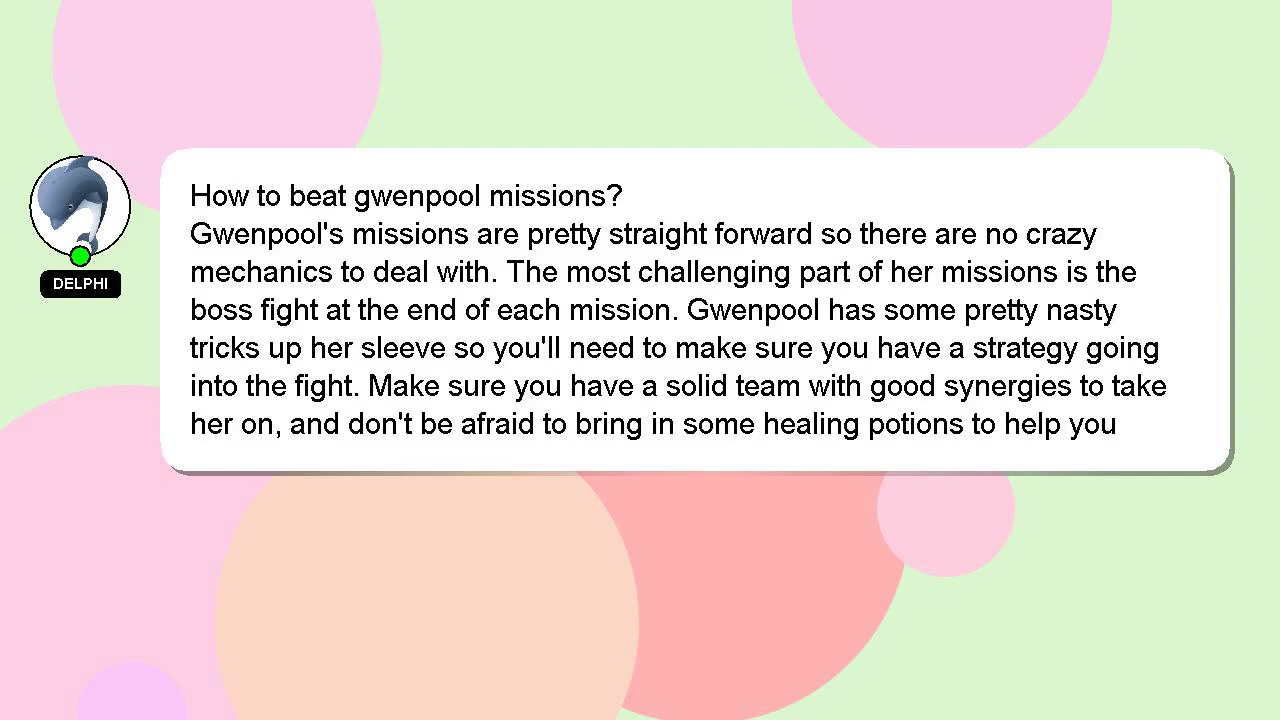 How to beat gwenpool missions?
Gwenpool's missions are pretty straight forward so there are no crazy
mechanics to deal with. The most challenging part of her missions is the
boss fight at the end of each mission. Gwenpool has some pretty nasty
tricks up her sleeve so you'll need to make sure you have a strategy going
into the fight. Make sure you have a solid team with good synergies to take
her on, and don't be afraid to bring in some healing potions to help you
DELPHI